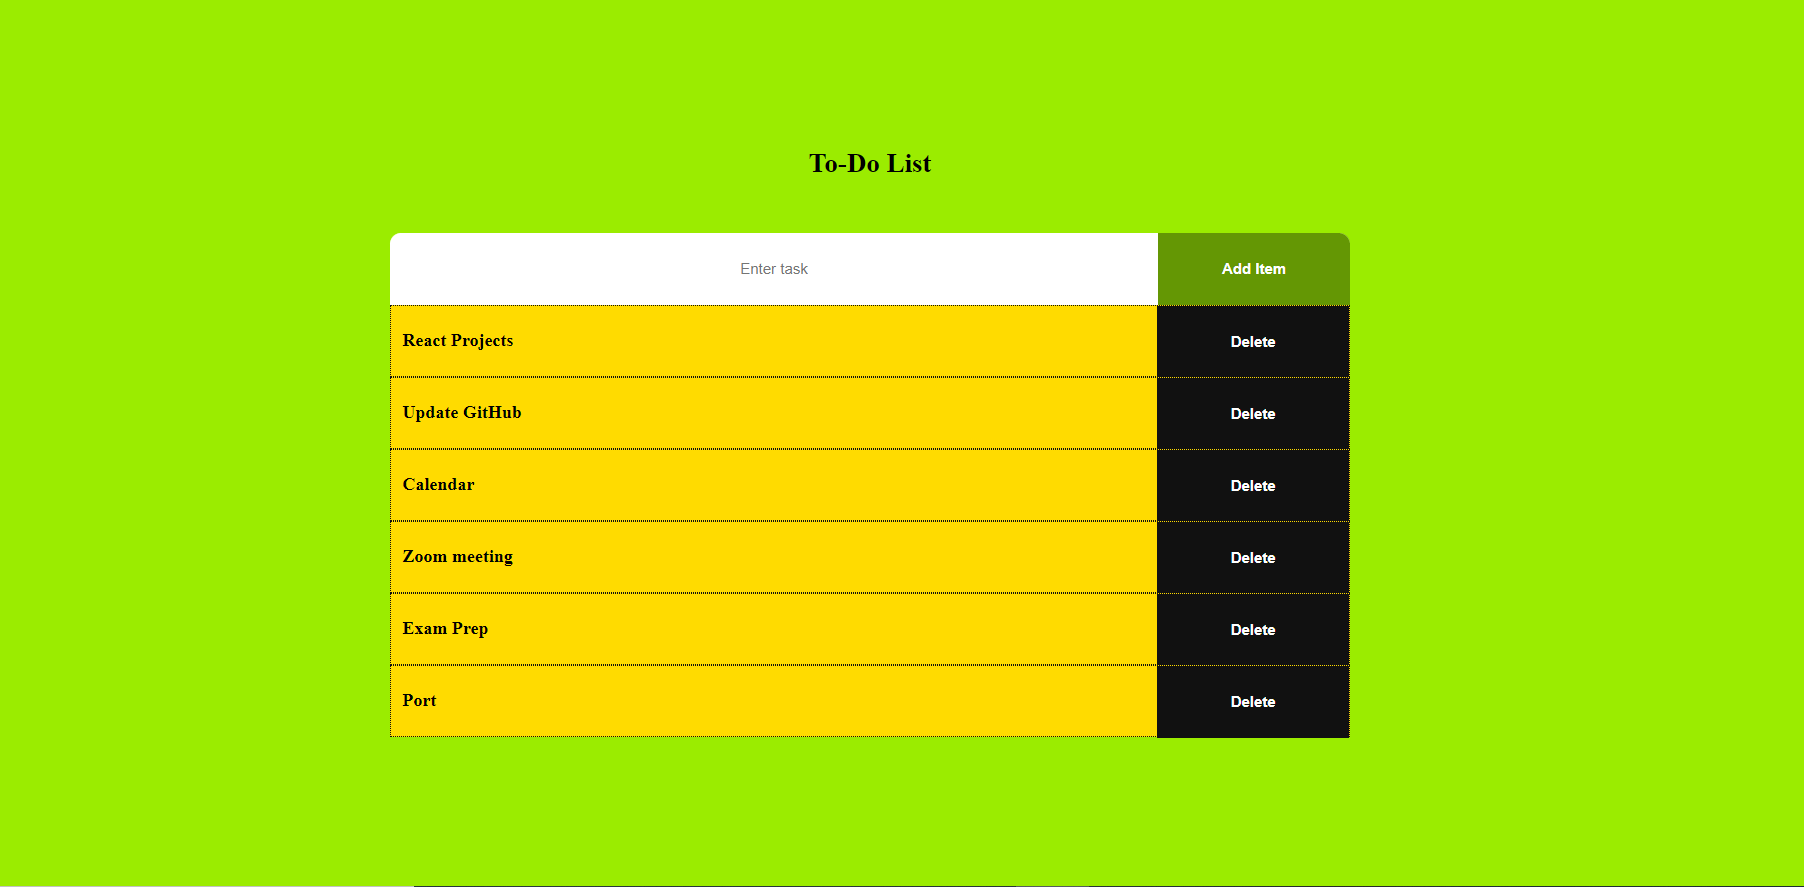 To-Do List
Enter task
Add Item
React Projects
Delete
Update GitHub
Delete
Calendar
Delete
Zoom meeting
Delete
Exam Prep
Delete
Port
Delete